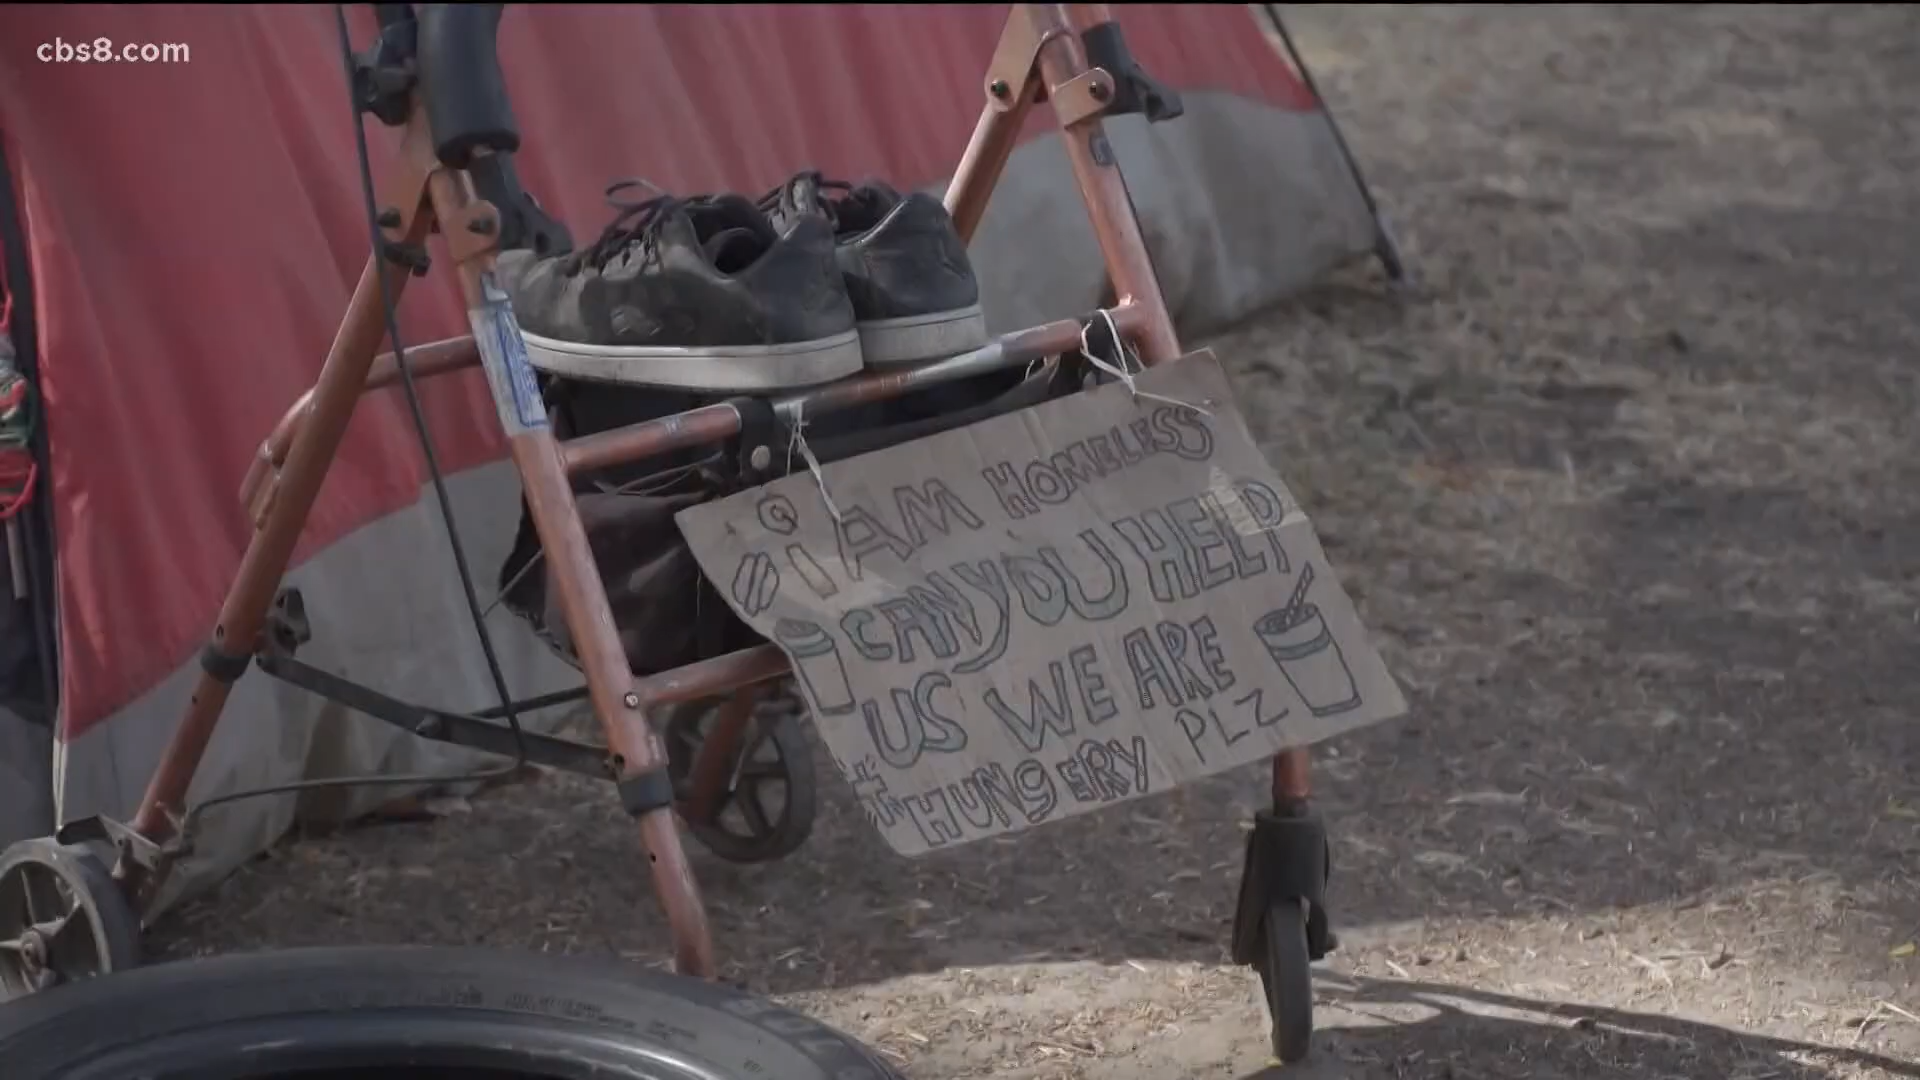 cbs8.com
I AM HOMELESS
CAN YOU HELP
US WE ARE
HUNGERY PLZ